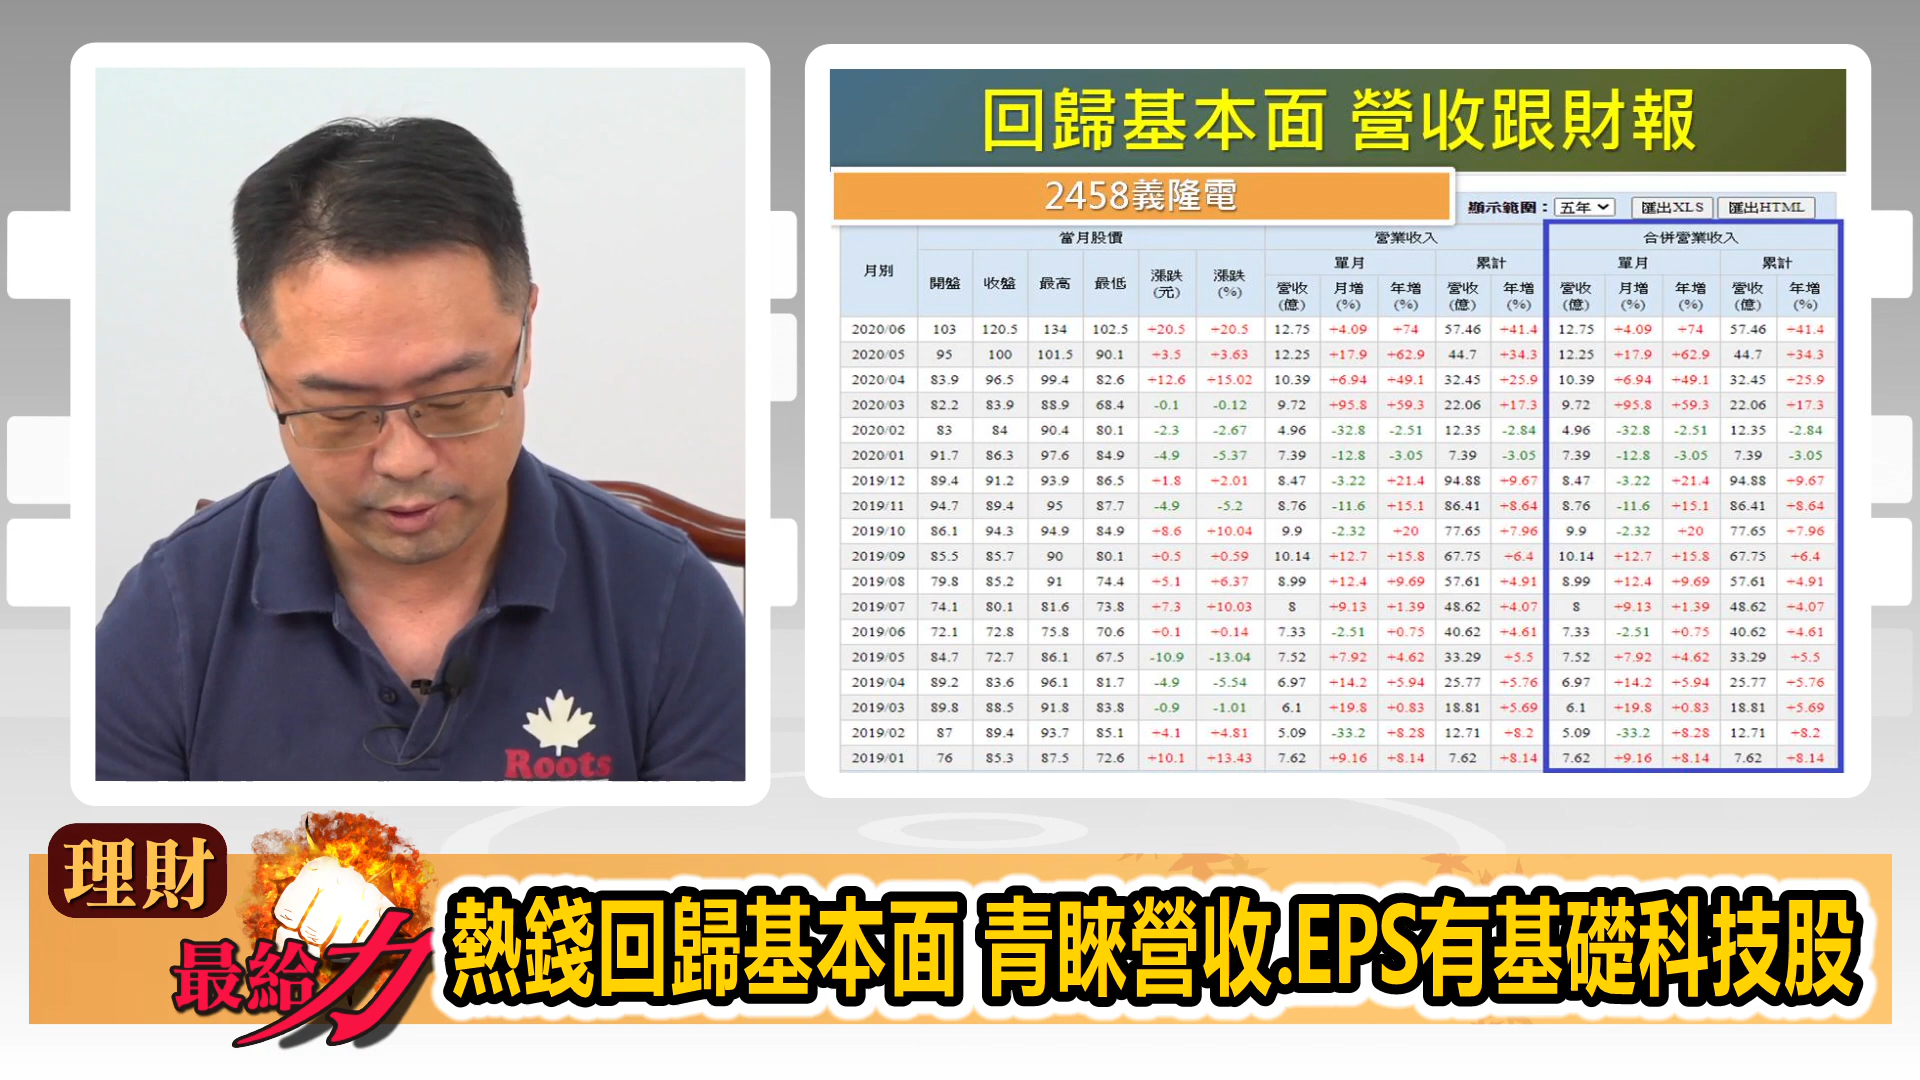 回歸基本面 營收跟財報
2458義隆電
顯示範圍： 五年 匯出XLS 匯出HTML
月別 當月股價 營業收入 合併營業收入
開盤 收盤 最高 最低 漲跌(元) 漲跌(%) 單月 累計 單月 累計
營收(億) 月增(%) 年增(%) 營收(億) 年增(%) 營收(億) 月增(%) 年增(%) 營收(億) 年增(%)
2020/06 103 120.5 134 102.5 +20.5 +20.5 12.75 +4.09 +74 57.46 +41.4 12.75 +4.09 +74 57.46 +41.4
2020/05 95 100 101.5 90.1 +3.5 +3.63 12.25 +17.9 +62.9 44.7 +34.3 12.25 +17.9 +62.9 44.7 +34.3
2020/04 83.9 96.5 99.4 82.6 +12.6 +15.02 10.39 +6.94 +49.1 32.45 +25.9 10.39 +6.94 +49.1 32.45 +25.9
2020/03 82.2 83.9 88.9 68.4 -0.1 -0.12 9.72 +95.8 +59.3 22.06 +17.3 9.72 +95.8 +59.3 22.06 +17.3
2020/02 83 84 90.4 80.1 -2.3 -2.67 4.96 -32.8 -2.51 12.35 -2.84 4.96 -32.8 -2.51 12.35 -2.84
2020/01 91.7 86.3 97.6 84.9 -4.9 -5.37 7.39 -12.8 -3.05 7.39 -3.05 7.39 -12.8 -3.05 7.39 -3.05
2019/12 89.4 91.2 93.9 86.5 +1.8 +2.01 8.47 -3.22 +21.4 94.88 +9.67 8.47 -3.22 +21.4 94.88 +9.67
2019/11 94.7 89.4 95 87.7 -4.9 -5.2 8.76 -11.6 +15.1 86.41 +8.64 8.76 -11.6 +15.1 86.41 +8.64
2019/10 86.1 94.3 94.9 84.9 +8.6 +10.04 9.9 -2.32 +20 77.65 +7.96 9.9 -2.32 +20 77.65 +7.96
2019/09 85.5 85.7 90 80.1 +0.5 +0.59 10.14 +12.7 +15.8 67.75 +6.4 10.14 +12.7 +15.8 67.75 +6.4
2019/08 79.8 85.2 91 74.4 +5.1 +6.37 8.99 +12.4 +9.69 57.61 +4.91 8.99 +12.4 +9.69 57.61 +4.91
2019/07 74.1 80.1 81.6 73.8 +7.3 +10.03 8 +9.13 +1.39 48.62 +4.07 8 +9.13 +1.39 48.62 +4.07
2019/06 72.1 72.8 75.8 70.6 +0.1 +0.14 7.33 -2.51 +0.75 40.62 +4.61 7.33 -2.51 +0.75 40.62 +4.61
2019/05 84.7 72.7 86.1 67.5 -10.9 -13.04 7.52 +7.92 +4.62 33.29 +5.5 7.52 +7.92 +4.62 33.29 +5.5
2019/04 89.2 83.6 96.1 81.7 -4.9 -5.54 6.97 +14.2 +5.94 25.77 +5.76 6.97 +14.2 +5.94 25.77 +5.76
2019/03 89.8 88.5 91.8 83.8 -0.9 -1.01 6.1 +19.8 +0.83 18.81 +5.69 6.1 +19.8 +0.83 18.81 +5.69
2019/02 87 89.4 93.7 85.1 +4.1 +4.81 5.09 -33.2 +8.28 12.71 +8.2 5.09 -33.2 +8.28 12.71 +8.2
2019/01 76 85.3 87.5 72.6 +10.1 +13.43 7.62 +9.16 +8.14 7.62 +8.14 7.62 +9.16 +8.14 7.62 +8.14
Roots
理財
最給力
熱錢回歸基本面 青睞營收.EPS有基礎科技股